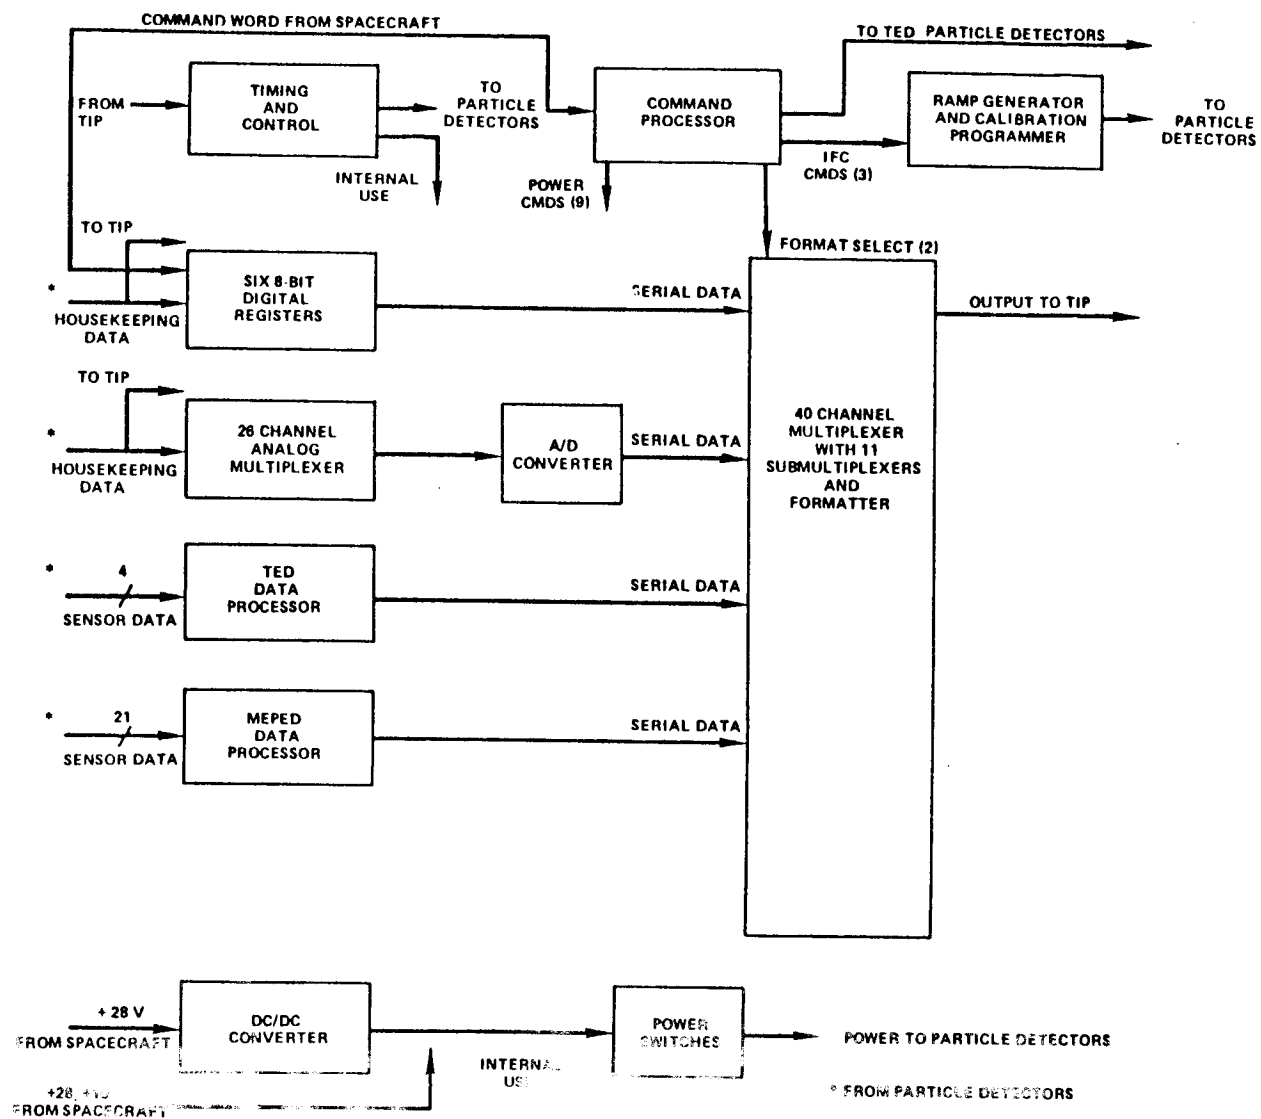 COMMAND WORD FROM SPACECRAFT
TO TED PARTICLE DETECTORS
FROM
TIP
TIMING
AND
CONTROL
TO
PARTICLE
DETECTORS
INTERNAL
USE
COMMAND
PROCESSOR
POWER
CMDS (9)
IFC
CMDS (3)
RAMP GENERATOR
AND CALIBRATION
PROGRAMMER
TO
PARTICLE
DETECTORS
FORMAT SELECT (2)
TO TIP
*
HOUSEKEEPING
DATA
SIX 8-BIT
DIGITAL
REGISTERS
SERIAL DATA
OUTPUT TO TIP
TO TIP
*
HOUSEKEEPING
DATA
26 CHANNEL
ANALOG
MULTIPLEXER
A/D
CONVERTER
SERIAL DATA
40 CHANNEL
MULTIPLEXER
WITH 11
SUBMULTIPLEXERS
AND
FORMATTER
*
4
SENSOR DATA
TED
DATA
PROCESSOR
SERIAL DATA
*
21
SENSOR DATA
MEPED
DATA
PROCESSOR
SERIAL DATA
+ 28 V
FROM SPACECRAFT
DC/DC
CONVERTER
INTERNAL
USE
POWER
SWITCHES
POWER TO PARTICLE DETECTORS
+28,
FROM SPACECRAFT
* FROM PARTICLE DETECTORS